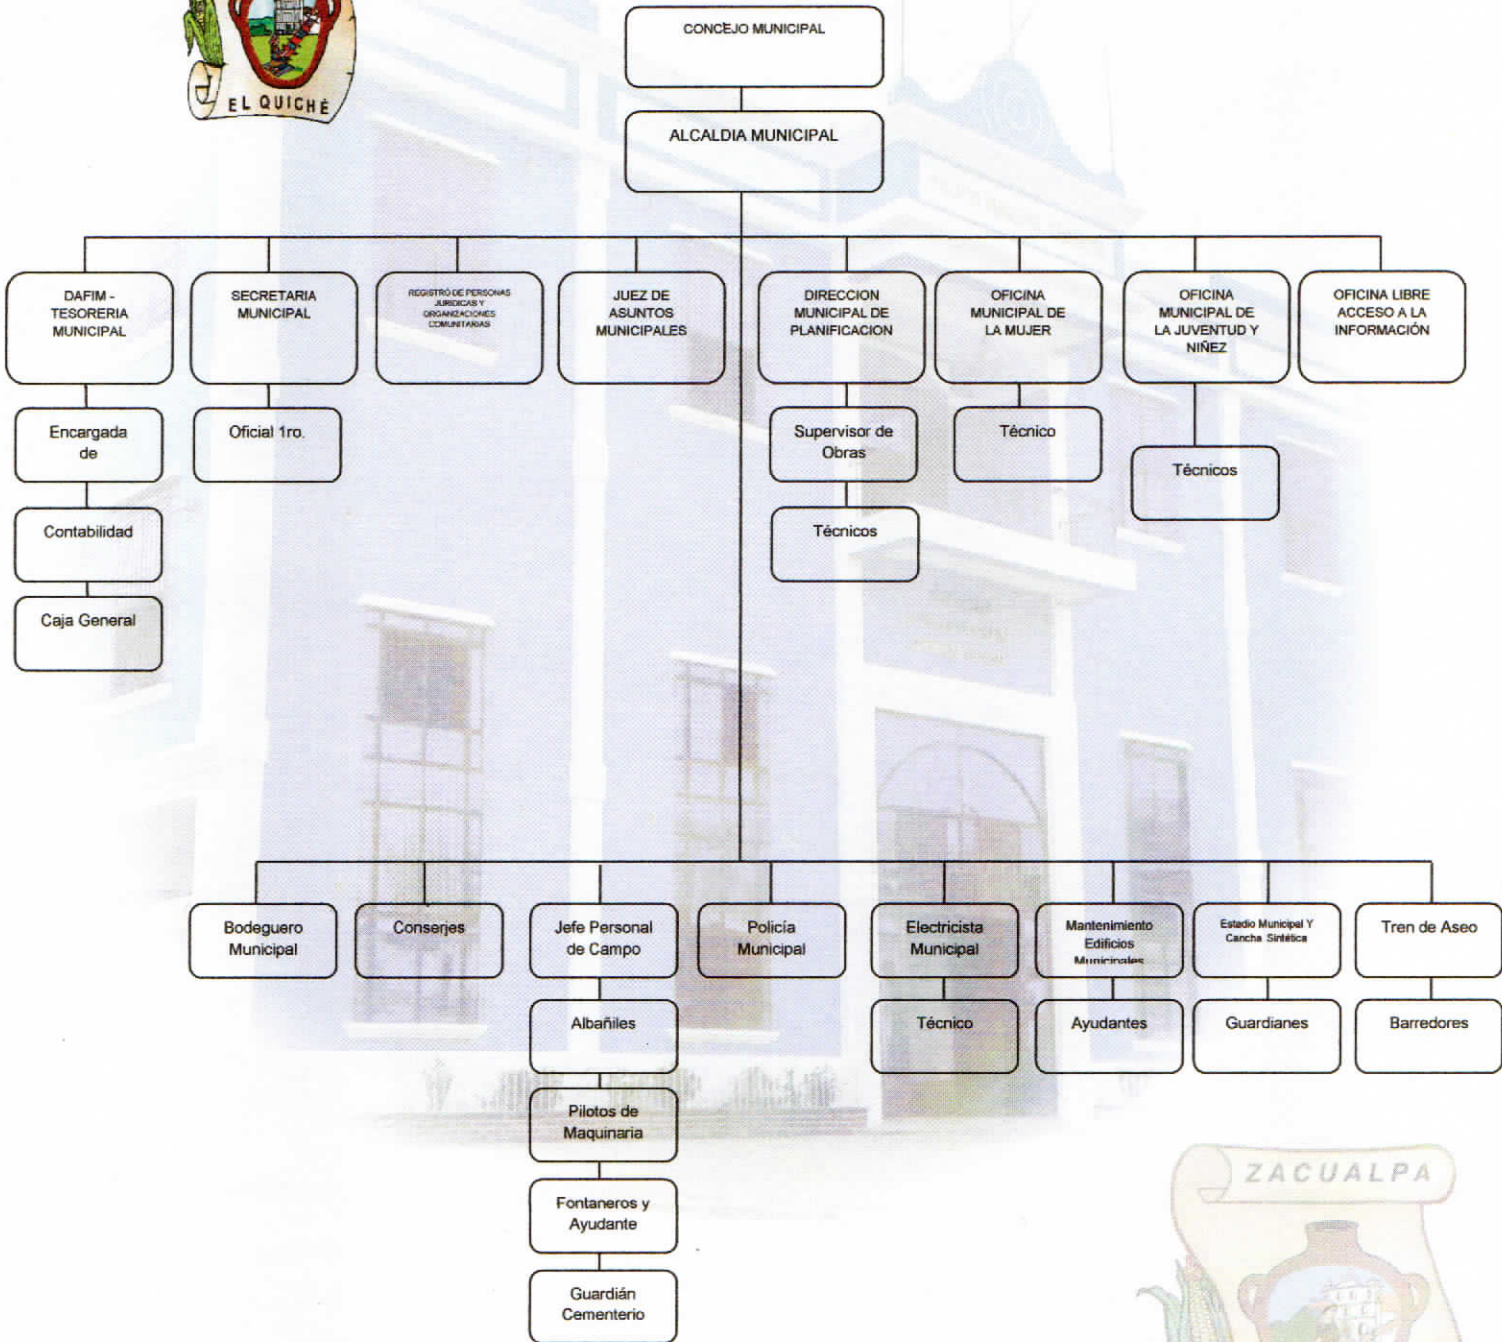 EL QUICHÉ
CONCEJO MUNICIPAL
ALCALDIA MUNICIPAL
DAFIM -
TESORERIA
MUNICIPAL
SECRETARIA
MUNICIPAL
REGISTRO DE PERSONAS
JURIDICAS Y
ORGANIZACIONES
COMUNITARIAS
JUEZ DE
ASUNTOS
MUNICIPALES
DIRECCION
MUNICIPAL DE
PLANIFICACION
OFICINA
MUNICIPAL DE
LA MUJER
OFICINA
MUNICIPAL DE
LA JUVENTUD Y
NIÑEZ
OFICINA LIBRE
ACCESO A LA
INFORMACIÓN
Encargada
de
Oficial 1ro.
Supervisor de
Obras
Técnico
Técnicos
Contabilidad
Técnicos
Caja General
Bodeguero
Municipal
Conserjes
Jefe Personal
de Campo
Policía
Municipal
Electricista
Municipal
Mantenimiento
Edificios
Municipales
Estadio Municipal Y
Cancha Sintética
Tren de Aseo
Albañiles
Técnico
Ayudantes
Guardianes
Barredores
Pilotos de
Maquinaria
Fontaneros y
Ayudante
Guardián
Cementerio
ZACUALPA